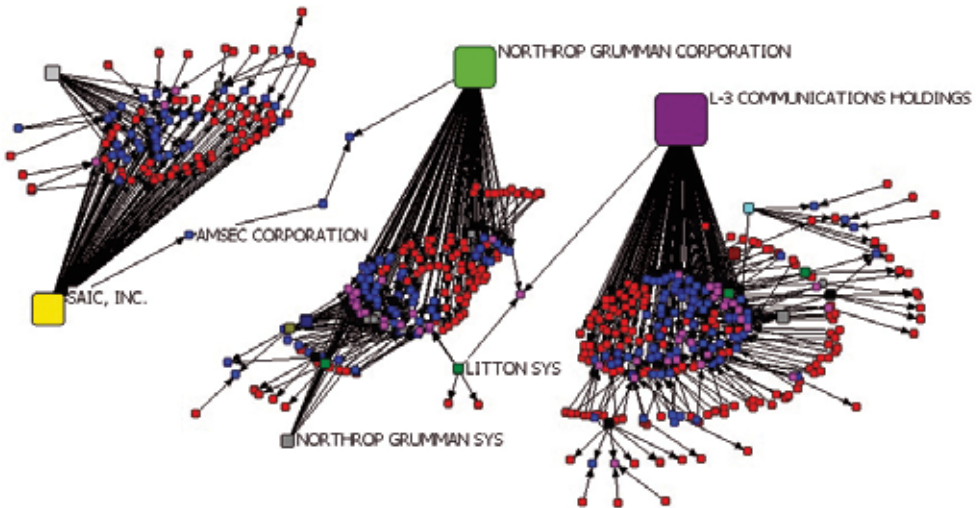 NORTHROP GRUMMAN CORPORATION
L-3 COMMUNICATIONS HOLDINGS
AMSEC CORPORATION
SAIC, INC.
LITTON SYS
NORTHROP GRUMMAN SYS